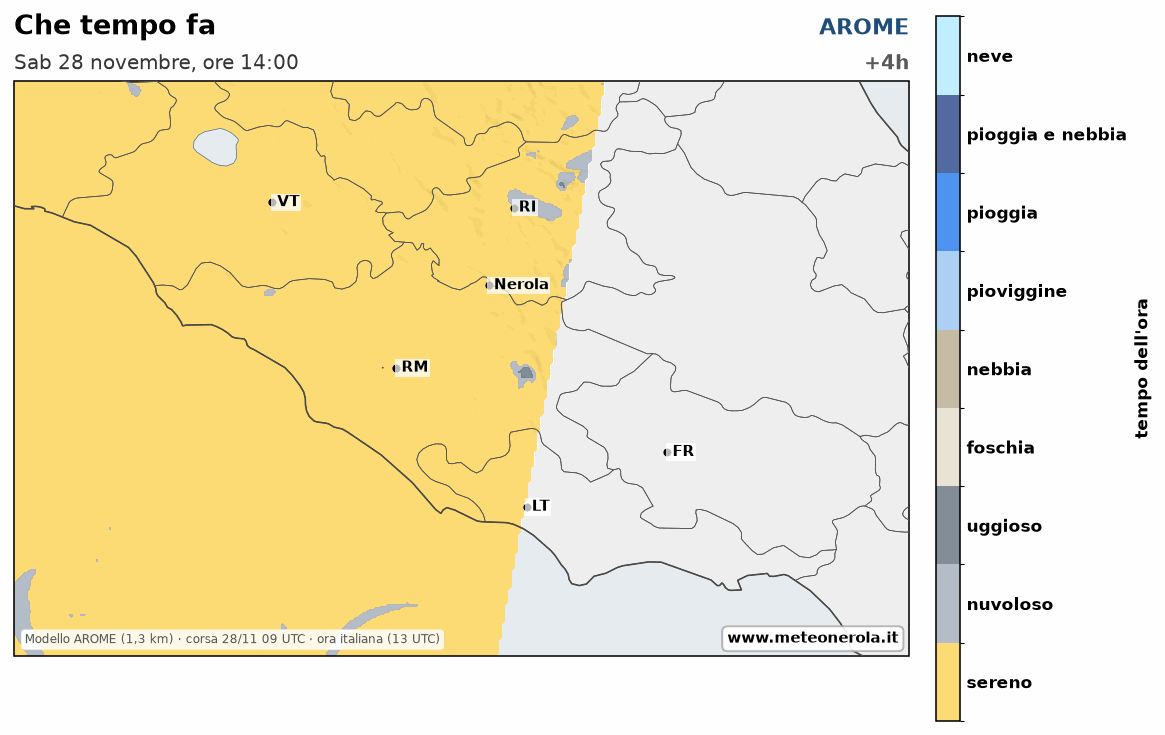 Che tempo fa
AROME
Sab 28 novembre, ore 14:00
+4h
VT
RI
Nerola
RM
FR
LT
Modello AROME (1,3 km) · corsa 28/11 09 UTC · ora italiana (13 UTC)
www.meteonerola.it
neve
pioggia e nebbia
pioggia
pioviggine
nebbia
foschia
uggioso
nuvoloso
sereno
tempo dell'ora